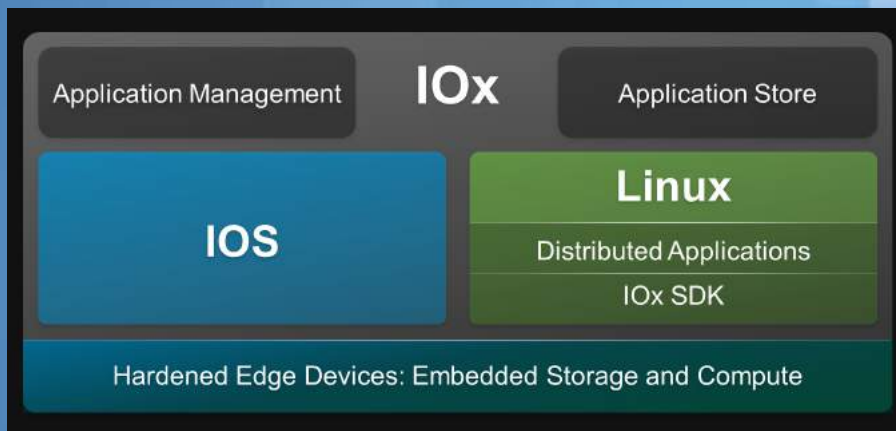 Application Management
IOx
Application Store
IOS
Linux
Distributed Applications
IOx SDK
Hardened Edge Devices: Embedded Storage and Compute